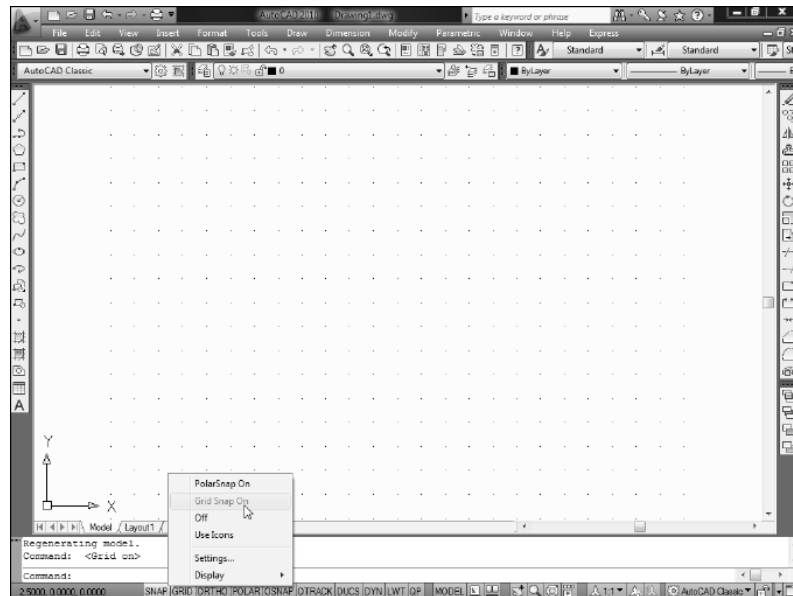 AutoCAD 2010 Drawing1.dwg Type a keyword or phrase
File Edit View Insert Format Tools Draw Dimension Modify Parametric Window Help Express
Standard Standard
AutoCAD Classic 0 ByLayer ByLayer
A
Y
X
PolarSnap On
Grid Snap On
Off
Use Icons
Settings...
Display
Model Layout1
Regenerating model.
Command: <Grid on>
Command:
2.5000, 0.0000, 0.0000 SNAP GRID ORTHO POLAR OSNAP OTRACK DUCS DYN LWT QP MODEL 1:1 AutoCAD Classic